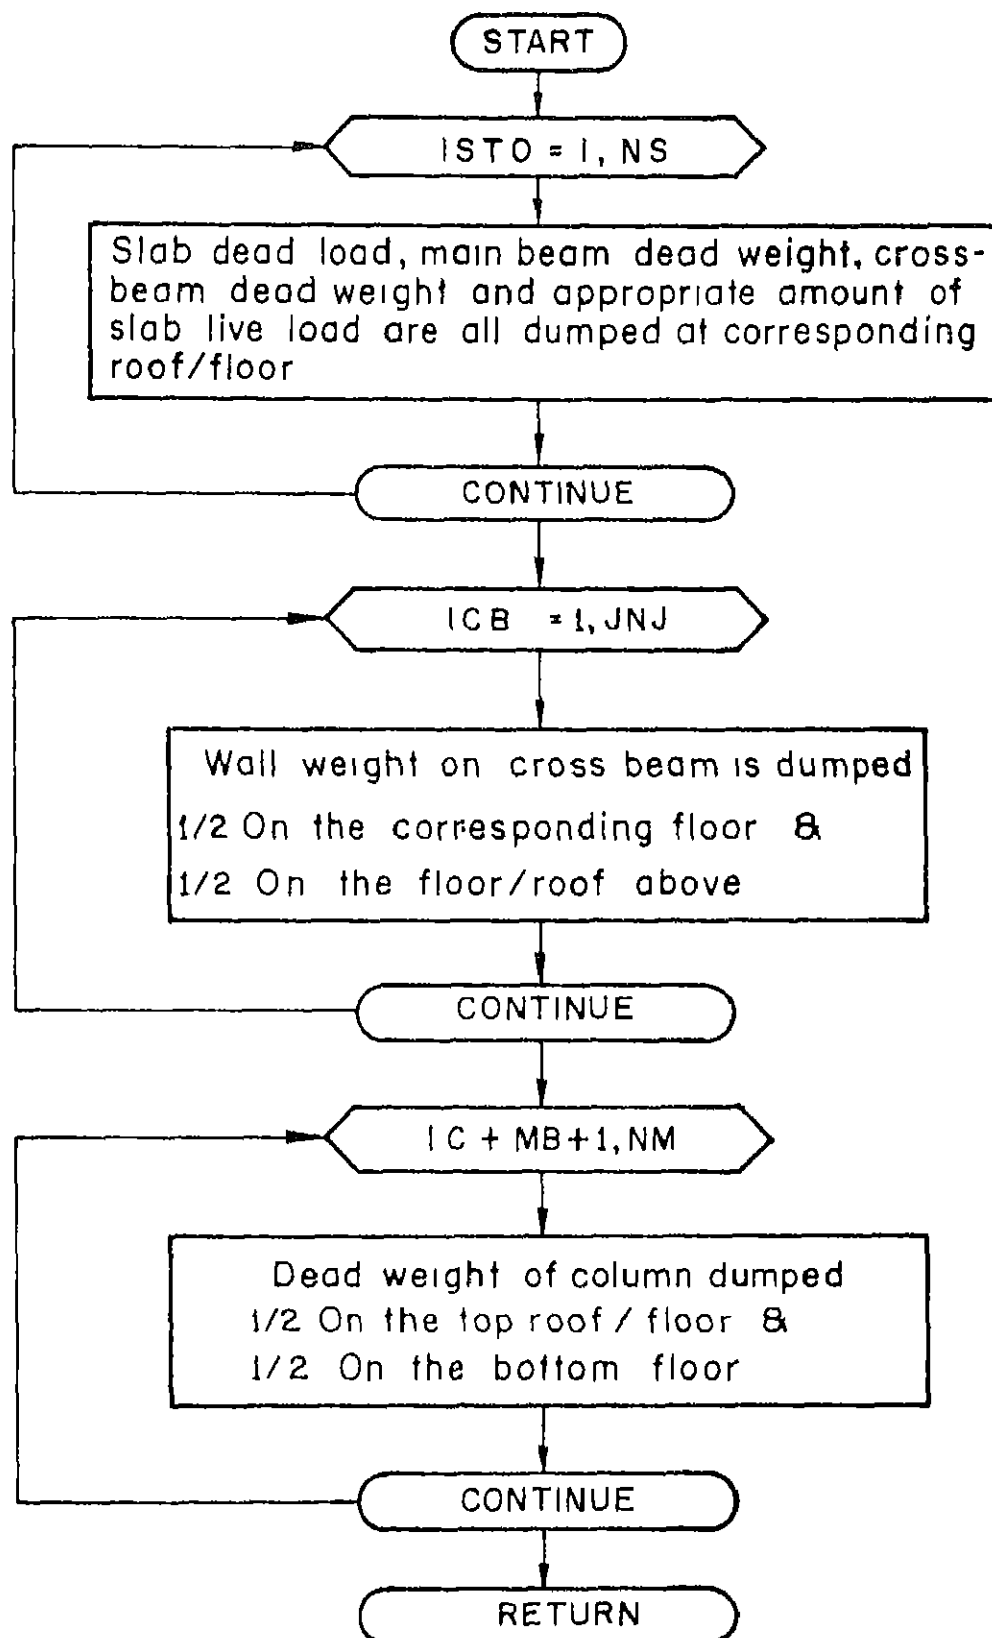 START
ISTO = 1, NS
Slab dead load, main beam dead weight, cross-
beam dead weight and appropriate amount of
slab live load are all dumped at corresponding
roof/floor
CONTINUE
ICB = 1, JNJ
Wall weight on cross beam is dumped
1/2 On the corresponding floor &
1/2 On the floor/roof above
CONTINUE
IC + MB+1, NM
Dead weight of column dumped
1/2 On the top roof / floor &
1/2 On the bottom floor
CONTINUE
RETURN